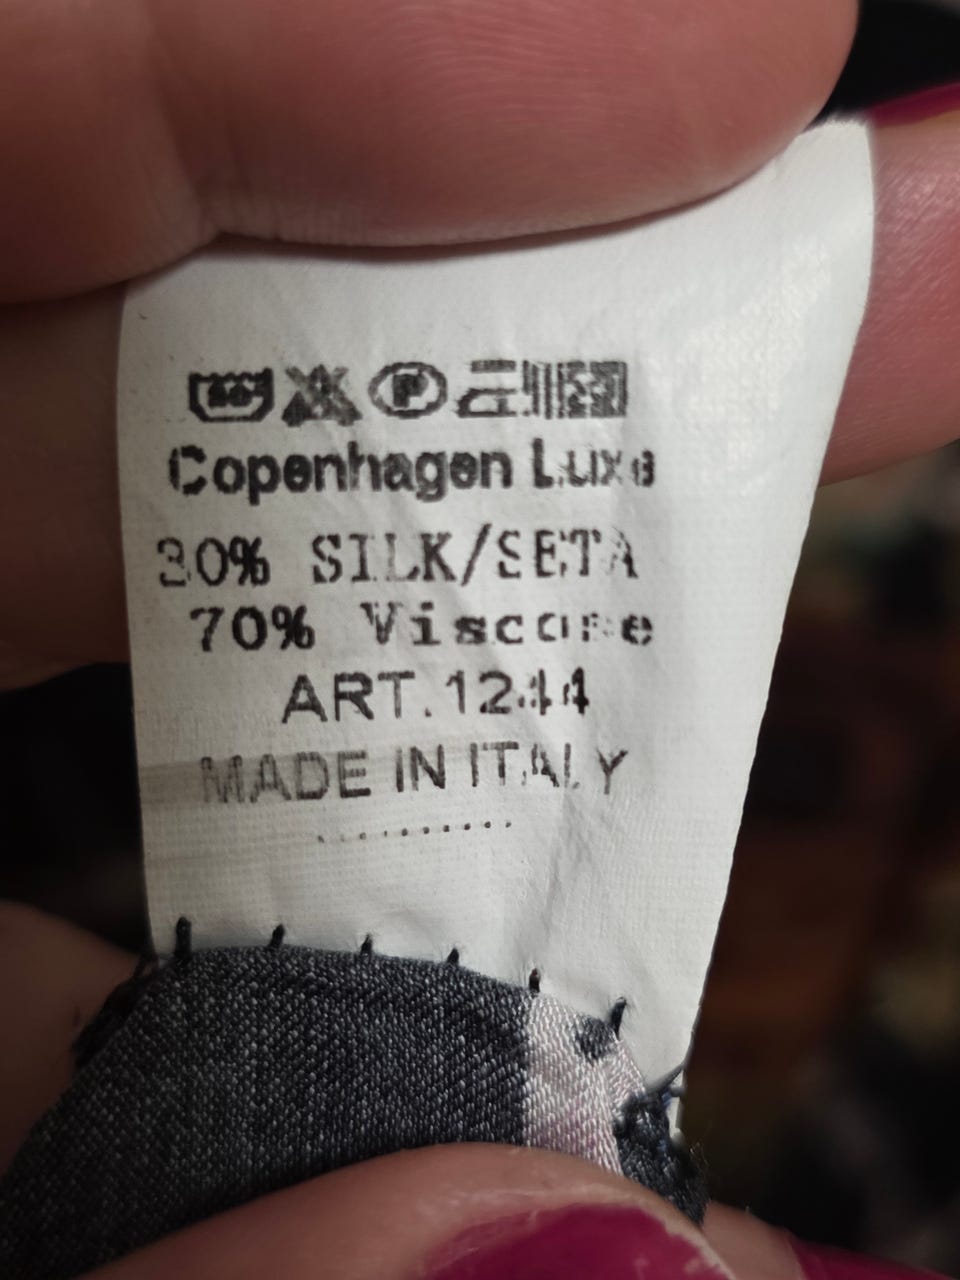 Copenhagen Luxe
30% SILK/SETA
70% Viscose
ART.1244
MADE IN ITALY
..........